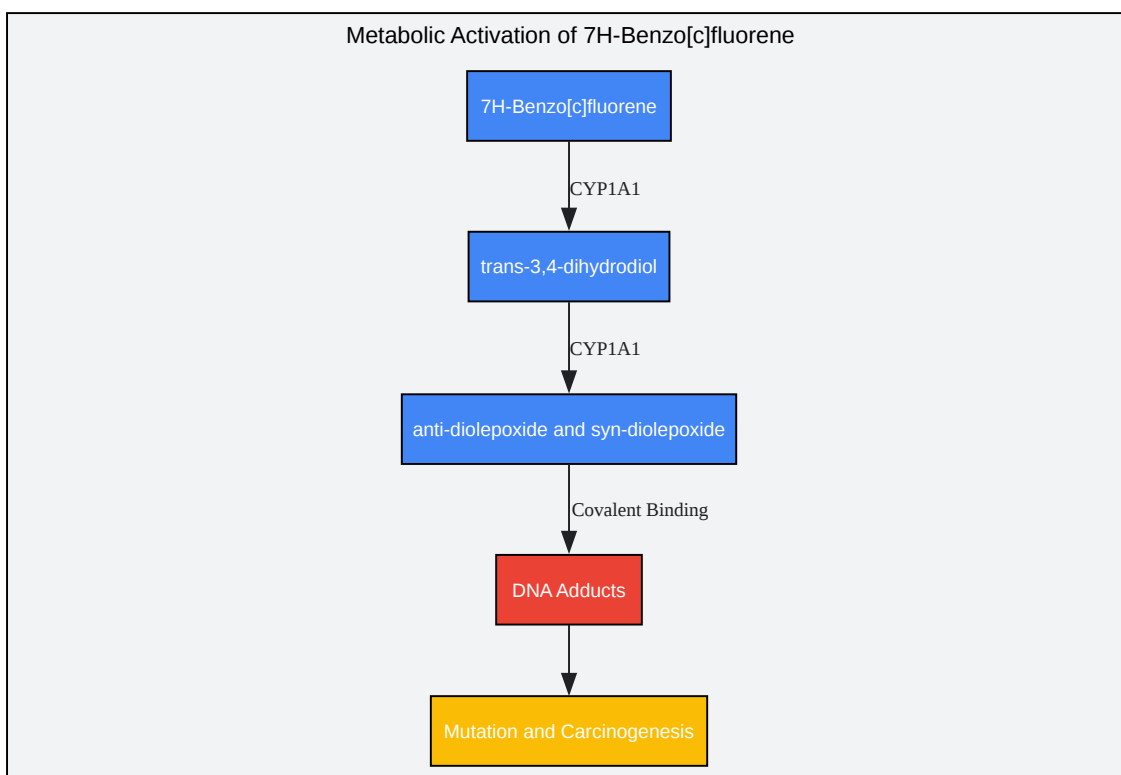 Metabolic Activation of 7H-Benzo[c]fluorene
7H-Benzo[c]fluorene
CYP1A1
trans-3,4-dihydrodiol
CYP1A1
anti-diolepoxide and syn-diolepoxide
Covalent Binding
DNA Adducts
Mutation and Carcinogenesis